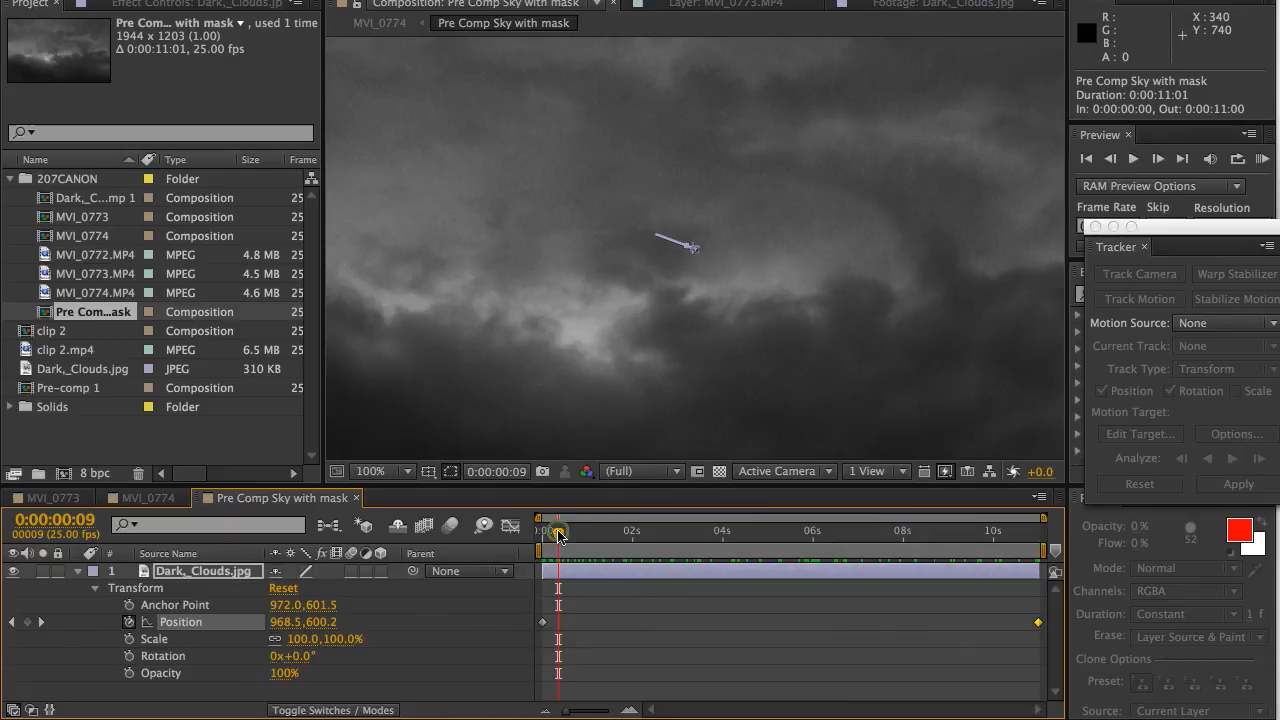 Project × Effect Controls: Dark,_Clouds.jp
Composition: Pre Comp Sky with mask × Layer: MVI_0773.MP4 Footage: Dark,_Clouds.jpg
Pre Com... with mask ▾, used 1 time
1944 x 1203 (1.00)
Δ 0:00:11:01, 25.00 fps
MVI_0774 Pre Comp Sky with mask
R: X: 340
G: Y: 740
B:
A: 0
Pre Comp Sky with mask
Duration: 0:00:11:01
In: 0:00:00:00, Out: 0:00:11:00
Preview ×
RAM Preview Options
Frame Rate Skip Resolution
Name Type Size Frame
207CANON Folder
Dark,_C...mp 1 Composition 25
MVI_0773 Composition 25
MVI_0774 Composition 25
MVI_0772.MP4 MPEG 4.8 MB 25
MVI_0773.MP4 MPEG 4.5 MB 25
MVI_0774.MP4 MPEG 4.6 MB 25
Pre Com...ask Composition 25
clip 2 Composition 25
clip 2.mp4 MPEG 6.5 MB 25
Dark,_Clouds.jpg JPEG 310 KB
Pre-comp 1 Composition 25
Solids Folder
8 bpc
Tracker ×
Track Camera Warp Stabilizer
Track Motion Stabilize Motion
Motion Source: None
Current Track: None
Track Type: Transform
Position Rotation Scale
Motion Target:
Edit Target... Options...
Analyze:
Reset Apply
100% 0:00:00:09 (Full) Active Camera 1 View +0.0
MVI_0773 MVI_0774 Pre Comp Sky with mask ×
0:00:00:09
00009 (25.00 fps)
02s 04s 06s 08s 10s
# Source Name Parent
1 Dark,_Clouds.jpg None
Transform Reset
Anchor Point 972.0,601.5
Position 968.5,600.2
Scale 100.0,100.0%
Rotation 0x+0.0°
Opacity 100%
Toggle Switches / Modes
Opacity: 0 %
Flow: 0 %
52
Mode: Normal
Channels: RGBA
Duration: Constant 1 f
Erase: Layer Source & Paint
Clone Options
Preset:
Source: Current Layer